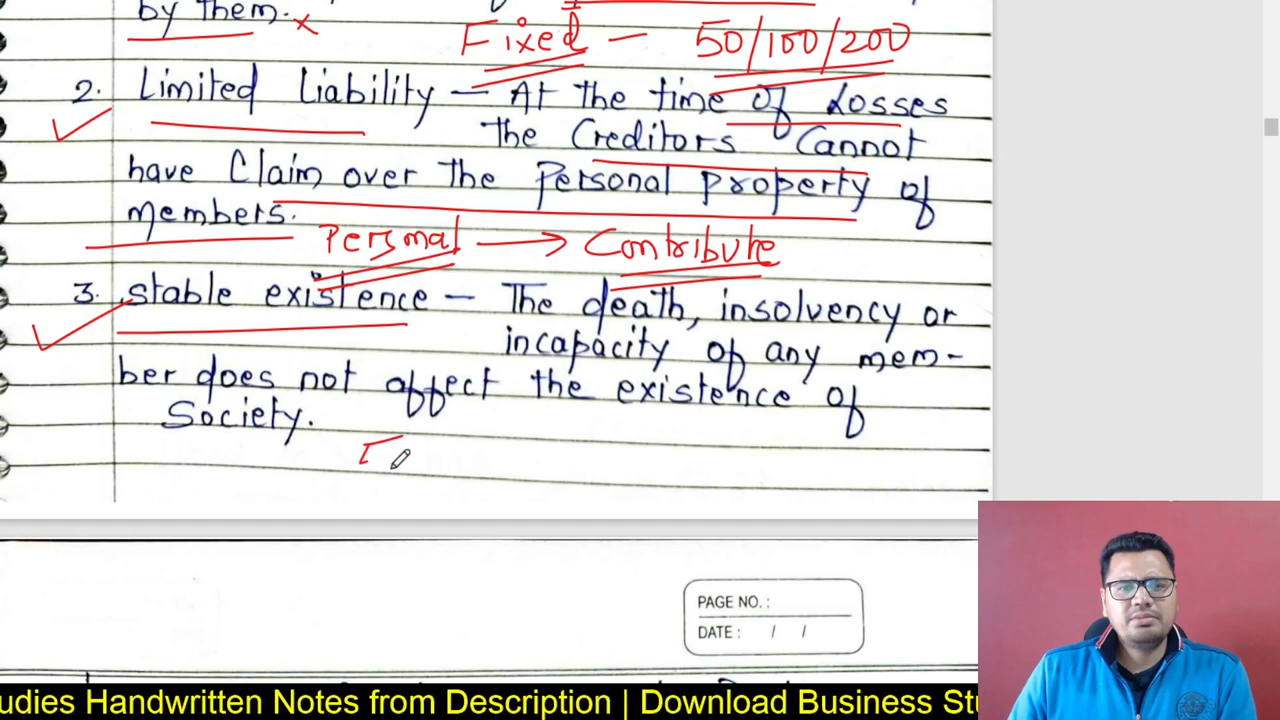 by them. x
Fixed – 50/100/200
2. Limited Liability – At the time of Losses
the Creditors Cannot
have Claim over the Personal property of
members.
Personal → Contribute
3. stable existence – The death, insolvency or
incapacity of any mem-
ber does not affect the existence of
Society.
PAGE NO. :
DATE : / /
udies Handwritten Notes from Description | Download Business Stu